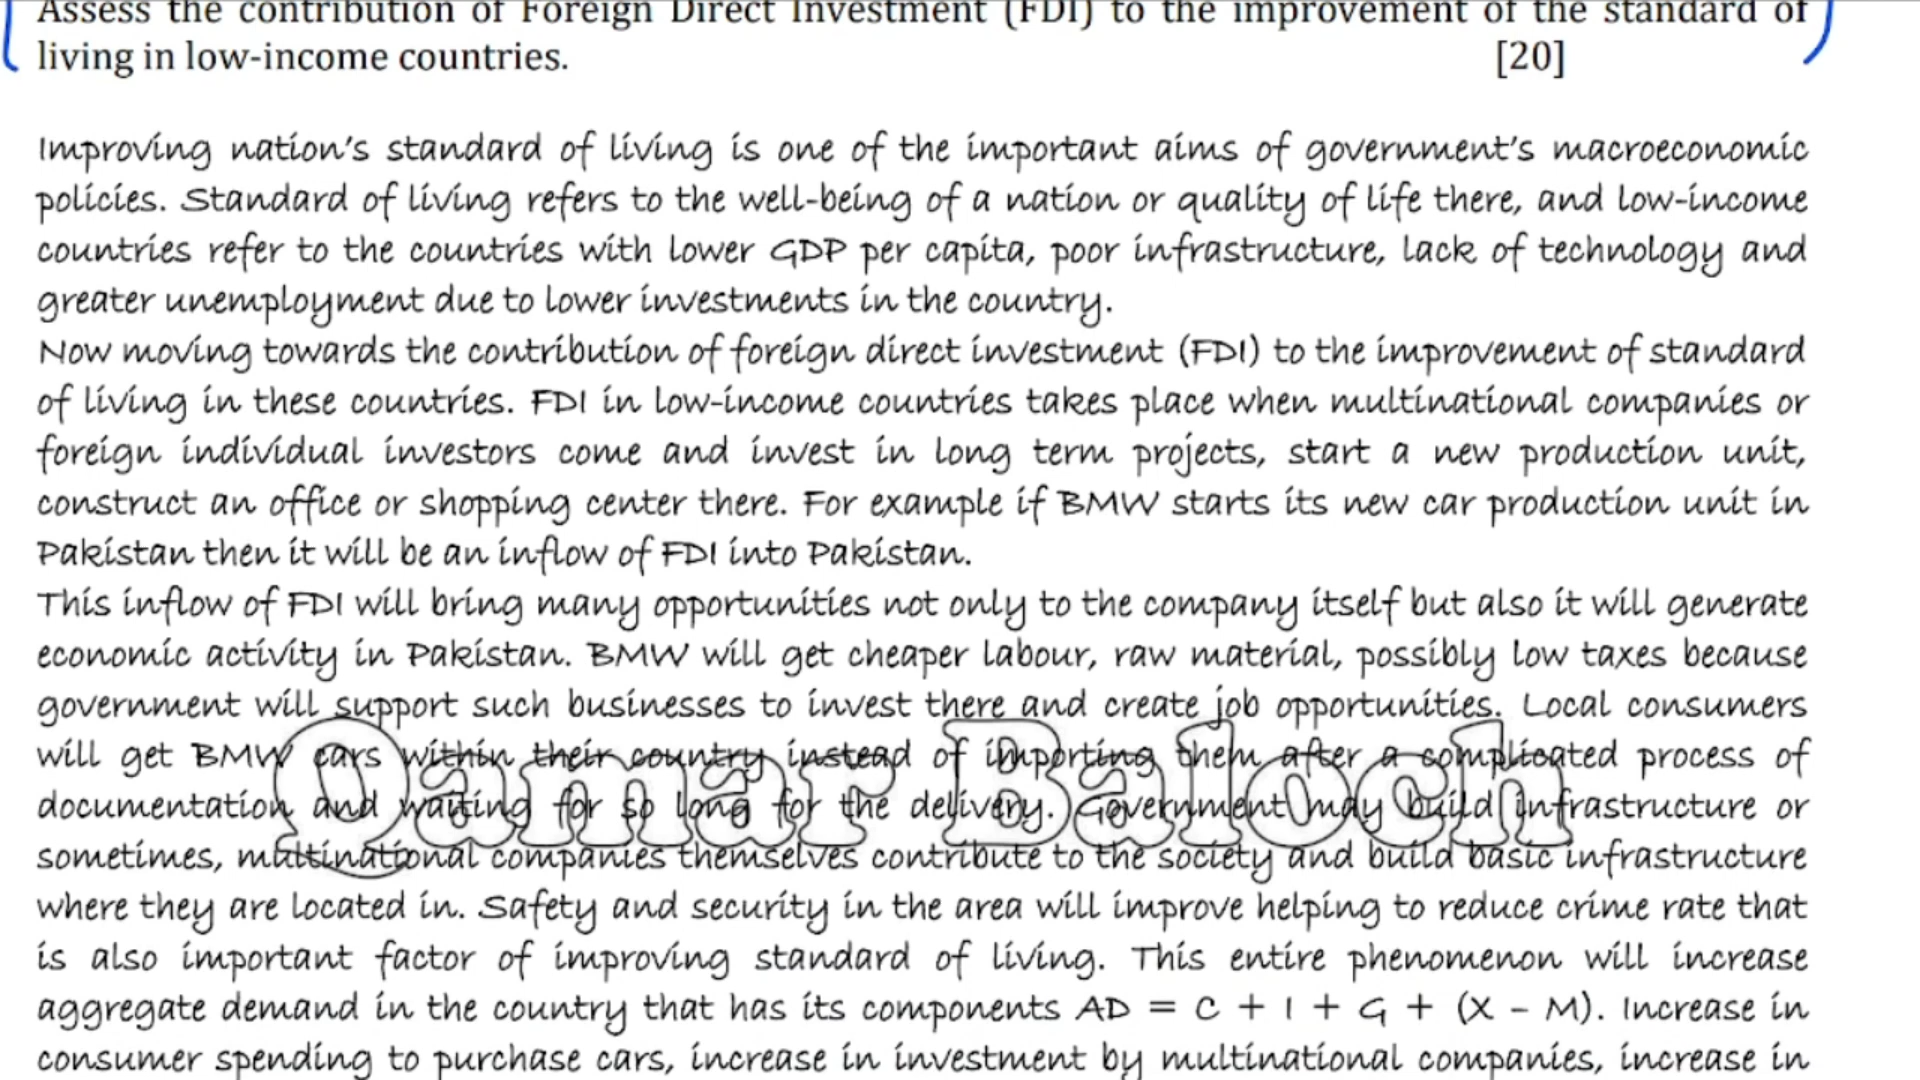 Assess the contribution of Foreign Direct Investment (FDI) to the improvement of the standard of
living in low-income countries. [20]
Improving nation's standard of living is one of the important aims of government's macroeconomic
policies. Standard of living refers to the well-being of a nation or quality of life there, and low-income
countries refer to the countries with lower GDP per capita, poor infrastructure, lack of technology and
greater unemployment due to lower investments in the country.
Now moving towards the contribution of foreign direct investment (FDI) to the improvement of standard
of living in these countries. FDI in low-income countries takes place when multinational companies or
foreign individual investors come and invest in long term projects, start a new production unit,
construct an office or shopping center there. For example if BMW starts its new car production unit in
Pakistan then it will be an inflow of FDI into Pakistan.
This inflow of FDI will bring many opportunities not only to the company itself but also it will generate
economic activity in Pakistan. BMW will get cheaper labour, raw material, possibly low taxes because
government will support such businesses to invest there and create job opportunities. Local consumers
will get BMW cars within their country instead of importing them after a complicated process of
documentation and waiting for so long for the delivery. Government may build infrastructure or
Qamar Baloch
sometimes, multinational companies themselves contribute to the society and build basic infrastructure
where they are located in. Safety and security in the area will improve helping to reduce crime rate that
is also important factor of improving standard of living. This entire phenomenon will increase
aggregate demand in the country that has its components AD = C + I + G + (X - M). Increase in
consumer spending to purchase cars, increase in investment by multinational companies, increase in